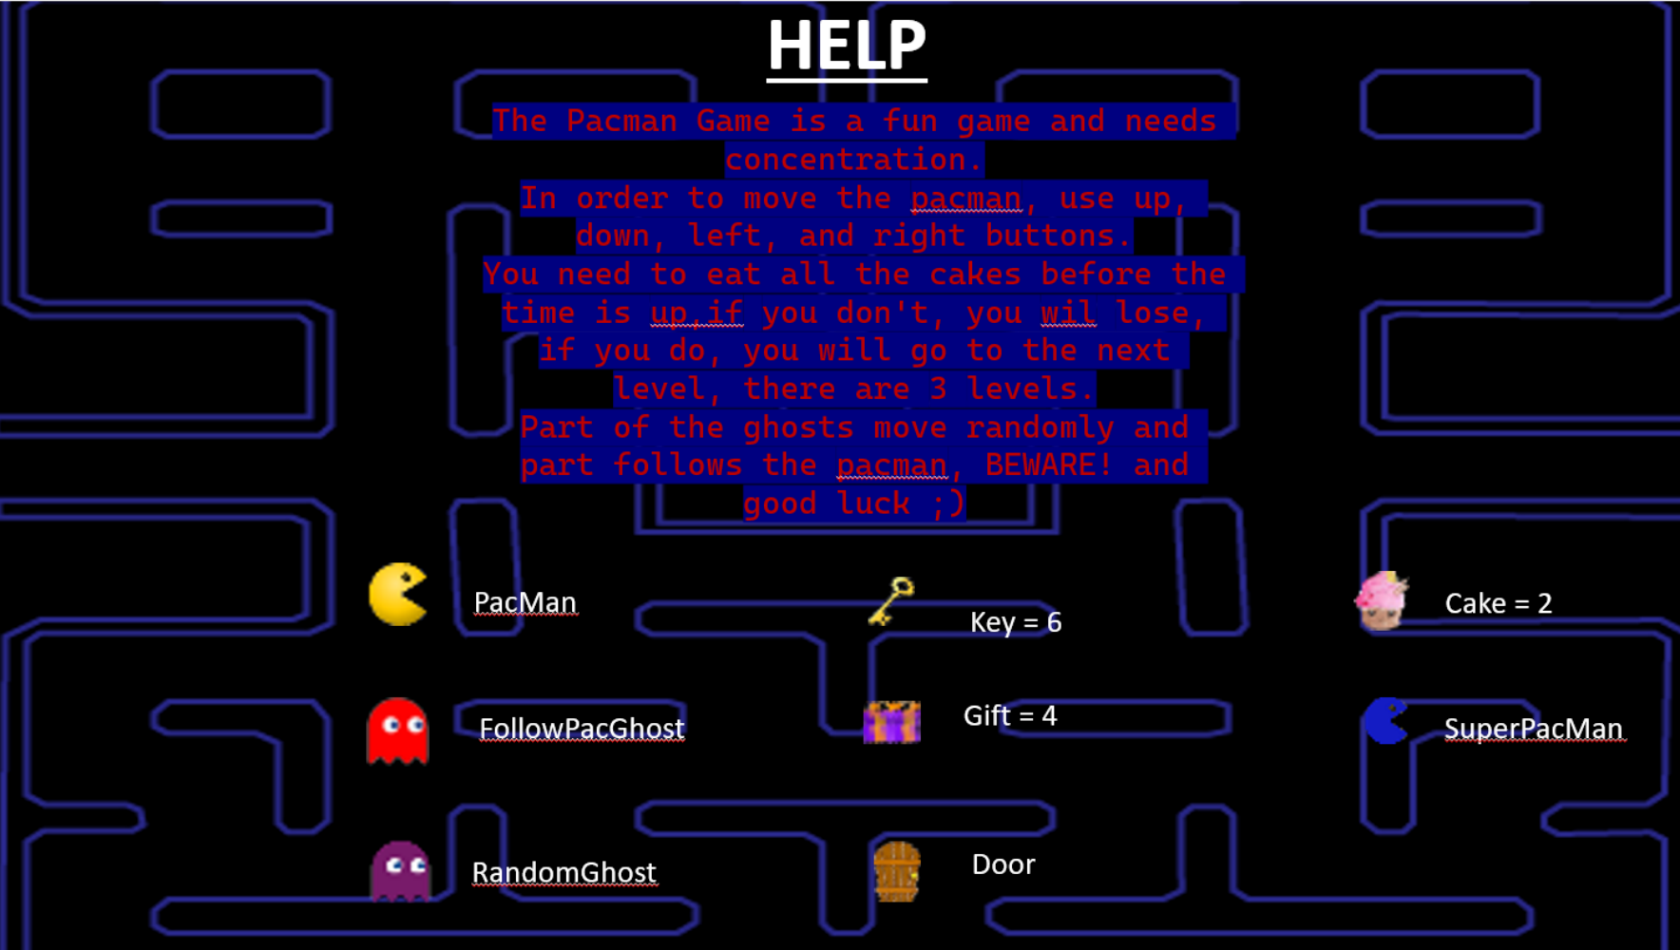 HELP
The Pacman Game is a fun game and needs
concentration.
In order to move the pacman, use up,
down, left, and right buttons.
You need to eat all the cakes before the
time is up,if you don't, you wil lose,
if you do, you will go to the next
level, there are 3 levels.
Part of the ghosts move randomly and
part follows the pacman, BEWARE! and
good luck ;)
PacMan
Key = 6
Cake = 2
FollowPacGhost
Gift = 4
SuperPacMan
RandomGhost
Door